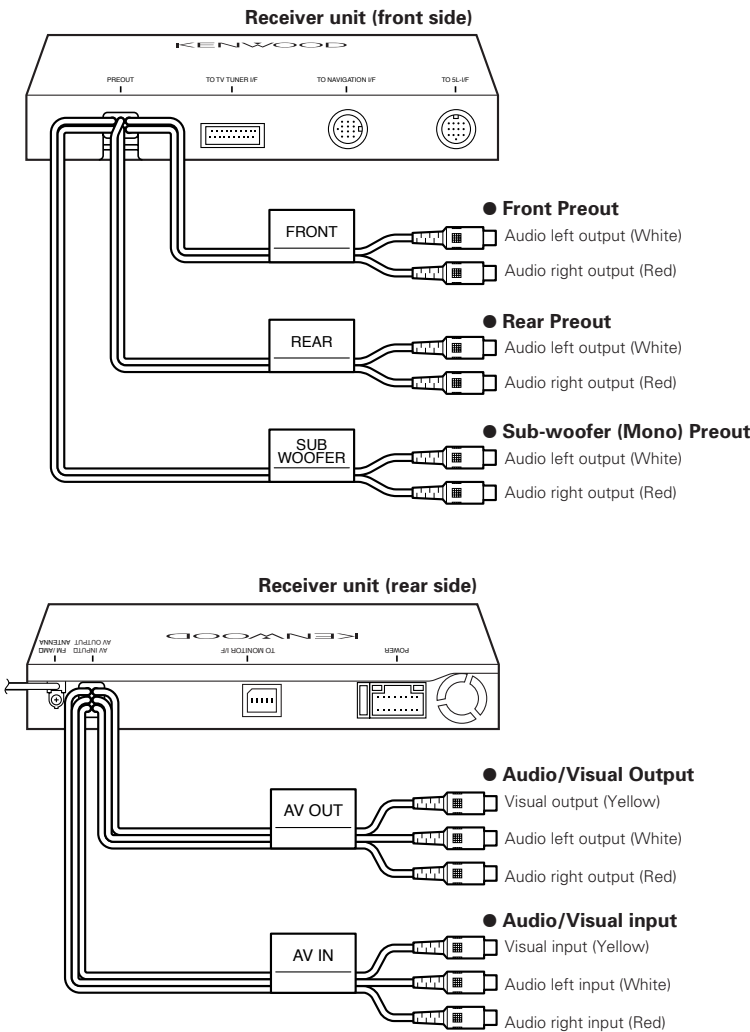 Receiver unit (front side)
KENWOOD
PREOUT TO TV TUNER I/F TO NAVIGATION I/F TO 5L-I/F
FRONT
● Front Preout
Audio left output (White)
Audio right output (Red)
REAR
● Rear Preout
Audio left output (White)
Audio right output (Red)
SUB
WOOFER
● Sub-woofer (Mono) Preout
Audio left output (White)
Audio right output (Red)
Receiver unit (rear side)
KENWOOD
FM/AMD
ANTENNA
AV INPUTD
AV OUTPUT
TO MONITOR I/F
POWER
AV OUT
● Audio/Visual Output
Visual output (Yellow)
Audio left output (White)
Audio right output (Red)
AV IN
● Audio/Visual input
Visual input (Yellow)
Audio left input (White)
Audio right input (Red)